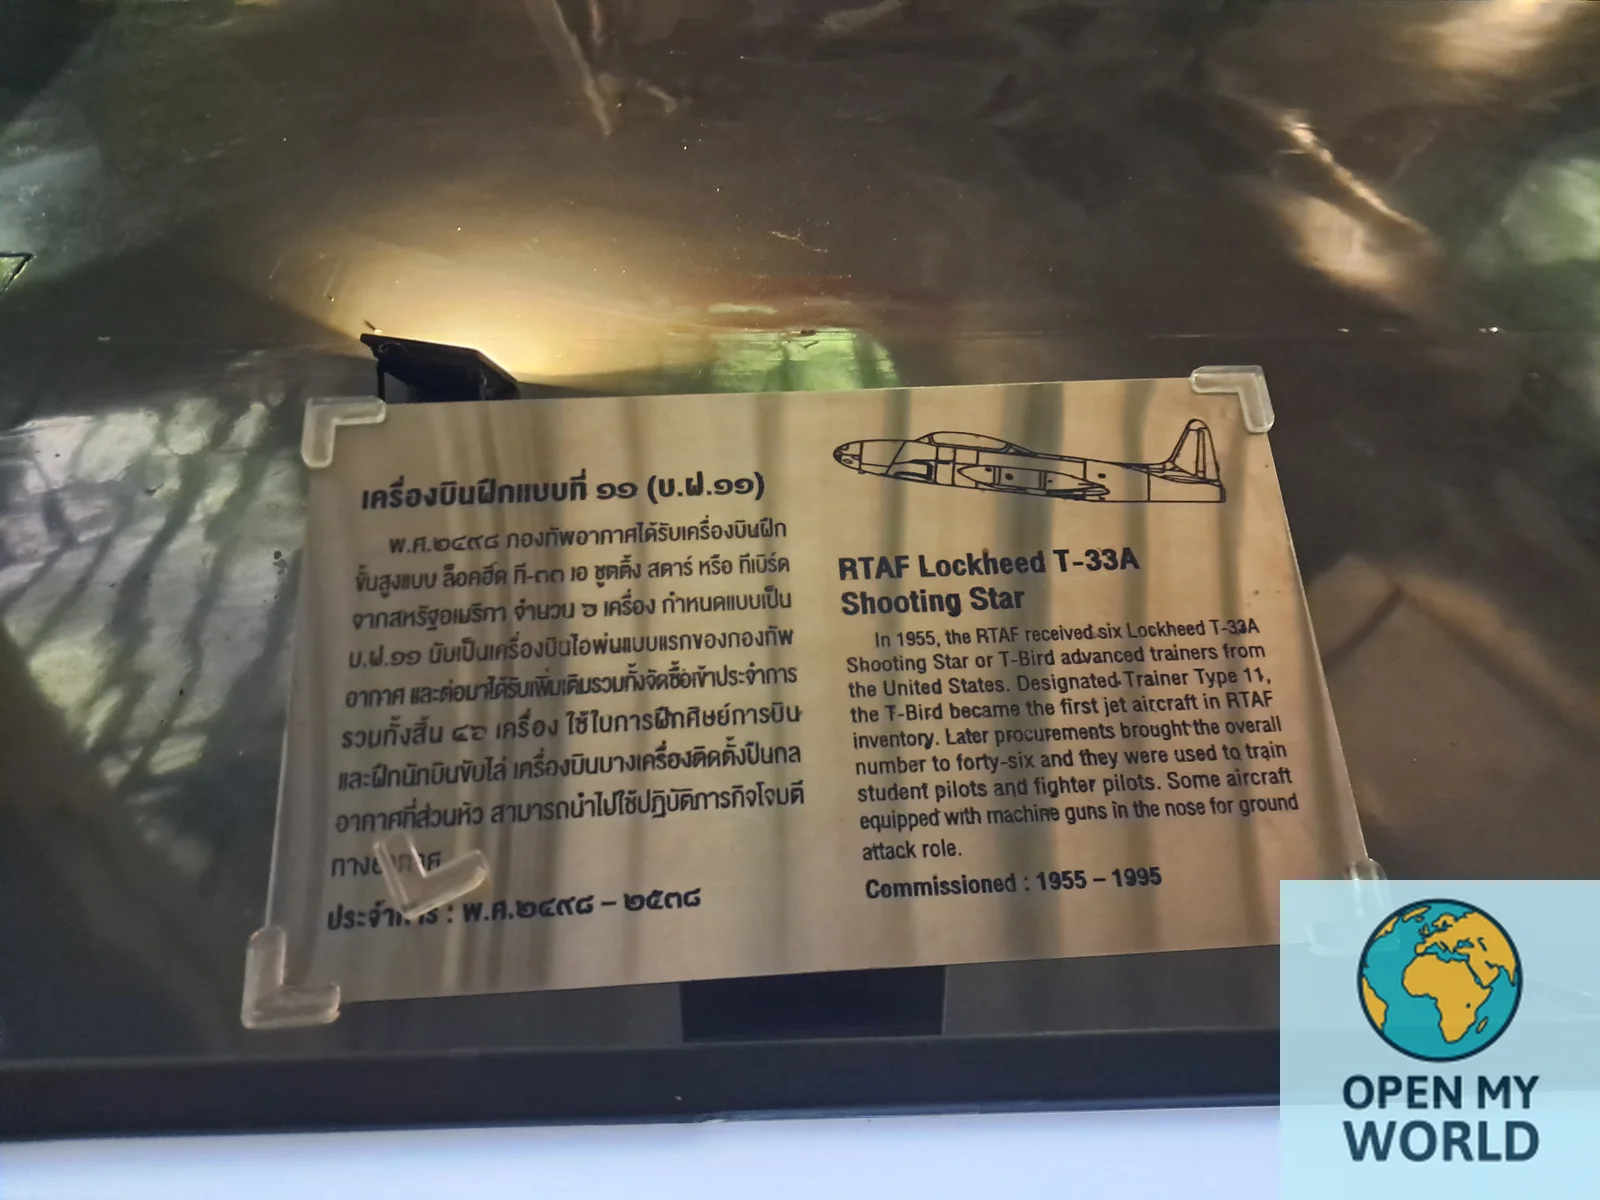 เครื่องบินฝึกแบบที่ ๑๑ (บ.ฝ.๑๑)
พ.ศ.๒๔๙๘ กองทัพอากาศได้รับเครื่องบินฝึก
ขั้นสูงแบบ ล็อคฮีด ที-๓๓ เอ ชูตติ้ง สตาร์ หรือ ทีเบิร์ด
จากสหรัฐอเมริกา จำนวน ๖ เครื่อง กำหนดแบบเป็น
บ.ฝ.๑๑ นับเป็นเครื่องบินไอพ่นแบบแรกของกองทัพ
อากาศ และต่อมาได้รับเพิ่มเติมรวมทั้งจัดซื้อเข้าประจำการ
รวมทั้งสิ้น ๔๖ เครื่อง ใช้ในการฝึกศิษย์การบิน
และฝึกนักบินขับไล่ เครื่องบินบางเครื่องติดตั้งปืนกล
อากาศที่ส่วนหัว สามารถนำไปใช้ปฏิบัติภารกิจโจมตี
ทางอากาศ
ประจำการ : พ.ศ.๒๔๙๘ – ๒๕๓๘
RTAF Lockheed T-33A
Shooting Star
In 1955, the RTAF received six Lockheed T-33A
Shooting Star or T-Bird advanced trainers from
the United States. Designated Trainer Type 11,
the T-Bird became the first jet aircraft in RTAF
inventory. Later procurements brought the overall
number to forty-six and they were used to train
student pilots and fighter pilots. Some aircraft
equipped with machine guns in the nose for ground
attack role.
Commissioned : 1955 – 1995
OPEN MY
WORLD